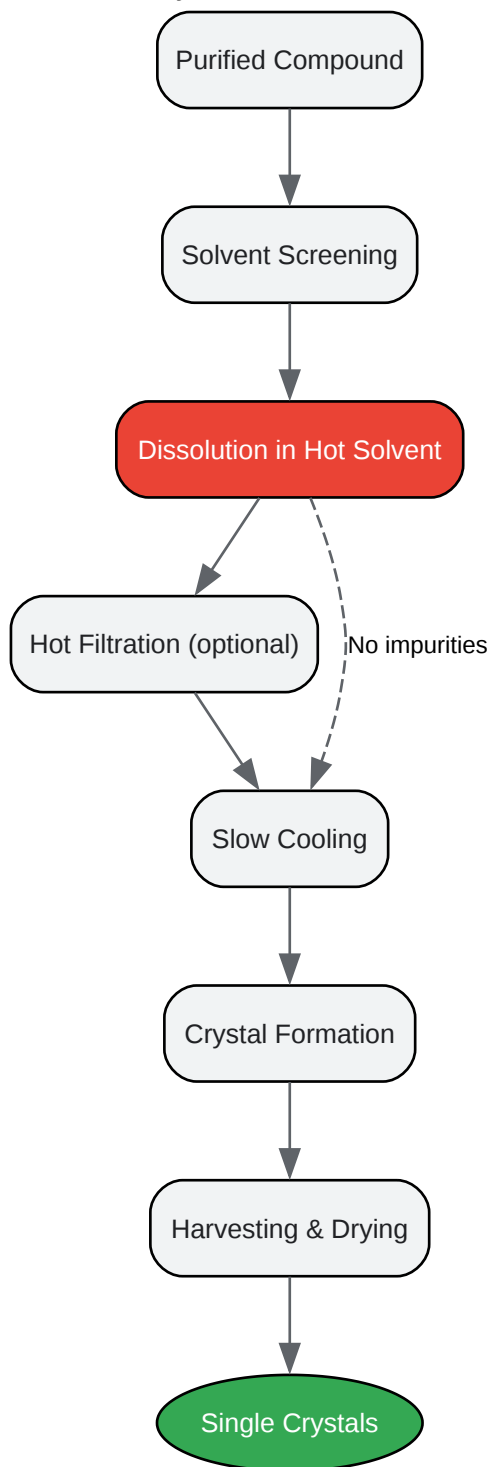 Purified Compound
Solvent Screening
Dissolution in Hot Solvent
Hot Filtration (optional)
No impurities
Slow Cooling
Crystal Formation
Harvesting & Drying
Single Crystals